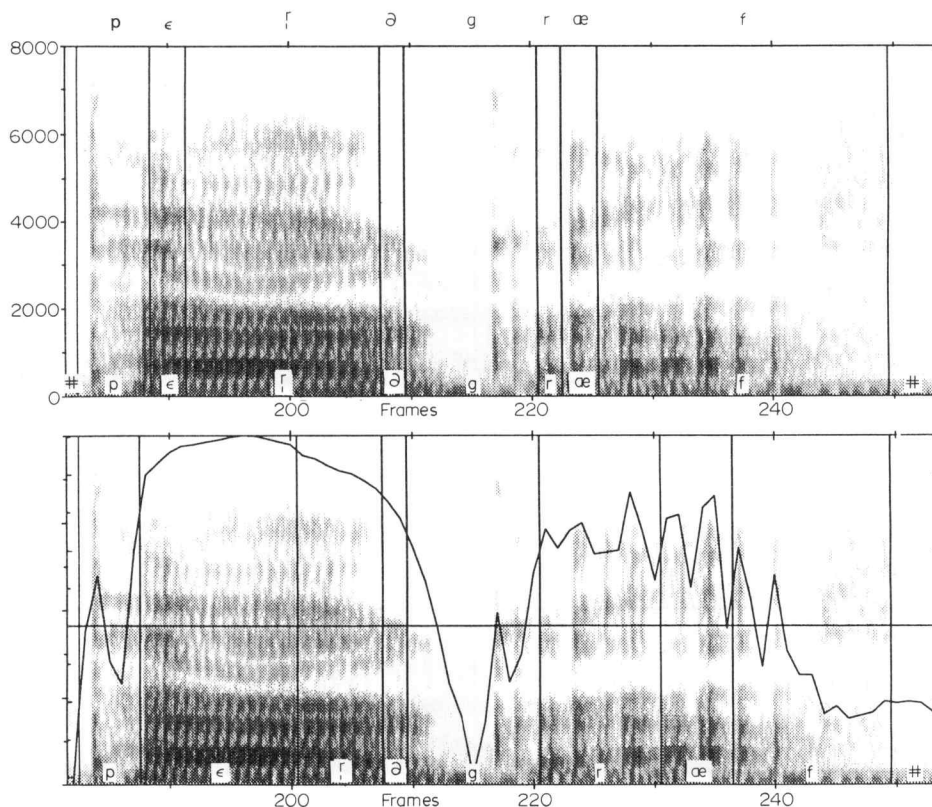 p ϵ ɼ ∂ g r æ f
8000
6000
4000
2000
0
# p ϵ ɼ ∂ g r æ f #
200 Frames 220 240
p ϵ ɼ ∂ g r æ f #
200 Frames 220 240